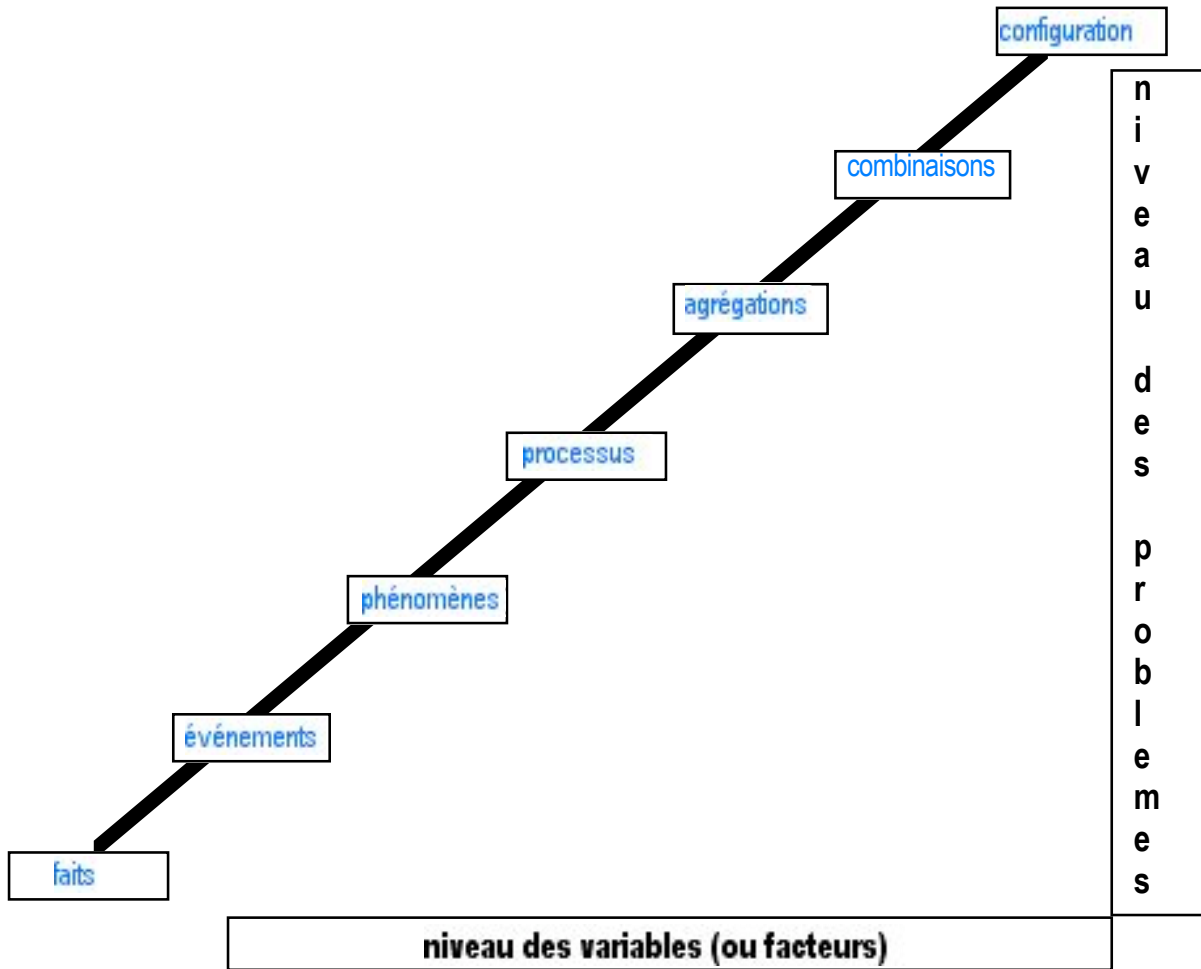 configuration
combinaisons
agrégations
processus
phénomènes
événements
faits
niveau des problemes
niveau des variables (ou facteurs)